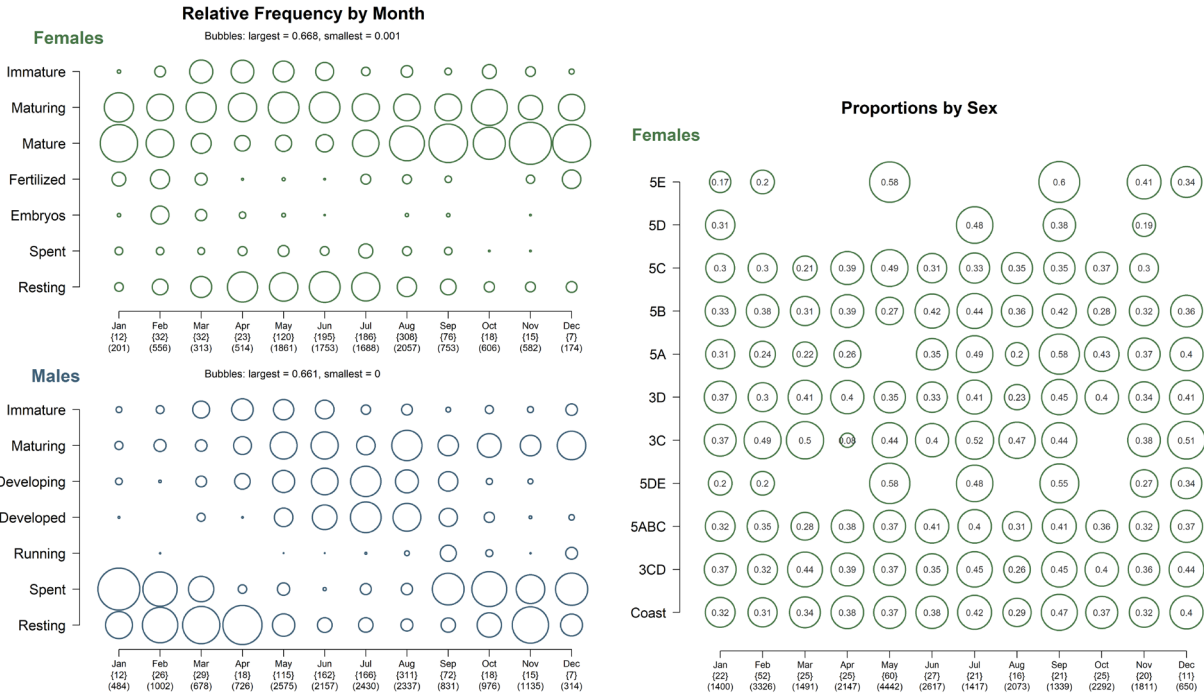 Relative Frequency by Month
Females
Bubbles: largest = 0.668, smallest = 0.001
Immature
Maturing
Mature
Fertilized
Embryos
Spent
Resting
Jan Feb Mar Apr May Jun Jul Aug Sep Oct Nov Dec
{12} {32} {32} {23} {120} {195} {186} {308} {76} {18} {15} {7}
(201) (556) (313) (514) (1861) (1753) (1688) (2057) (753) (606) (582) (174)
Males
Bubbles: largest = 0.661, smallest = 0
Immature
Maturing
Developing
Developed
Running
Spent
Resting
Jan Feb Mar Apr May Jun Jul Aug Sep Oct Nov Dec
{12} {26} {29} {18} {115} {162} {166} {311} {72} {18} {15} {7}
(484) (1002) (678) (726) (2575) (2157) (2430) (2337) (831) (976) (1135) (314)
Proportions by Sex
Females
5E 0.17 0.2 0.58 0.6 0.41 0.34
5D 0.31 0.48 0.38 0.19
5C 0.3 0.3 0.21 0.39 0.49 0.31 0.33 0.35 0.35 0.37 0.3
5B 0.33 0.38 0.31 0.39 0.27 0.42 0.44 0.36 0.42 0.28 0.32 0.36
5A 0.31 0.24 0.22 0.26 0.35 0.49 0.2 0.58 0.43 0.37 0.4
3D 0.37 0.3 0.41 0.4 0.35 0.33 0.41 0.23 0.45 0.4 0.34 0.41
3C 0.37 0.49 0.5 0.08 0.44 0.4 0.52 0.47 0.44 0.38 0.51
5DE 0.2 0.2 0.58 0.48 0.55 0.27 0.34
5ABC 0.32 0.35 0.28 0.38 0.37 0.41 0.4 0.31 0.41 0.36 0.32 0.37
3CD 0.37 0.32 0.44 0.39 0.37 0.35 0.45 0.26 0.45 0.4 0.36 0.44
Coast 0.32 0.31 0.34 0.38 0.37 0.38 0.42 0.29 0.47 0.37 0.32 0.4
Jan Feb Mar Apr May Jun Jul Aug Sep Oct Nov Dec
{22} {52} {25} {25} {60} {27} {21} {16} {21} {25} {20} {11}
(1400) (3326) (1491) (2147) (4442) (2617) (1417) (2073) (1339) (2292) (1811) (650)